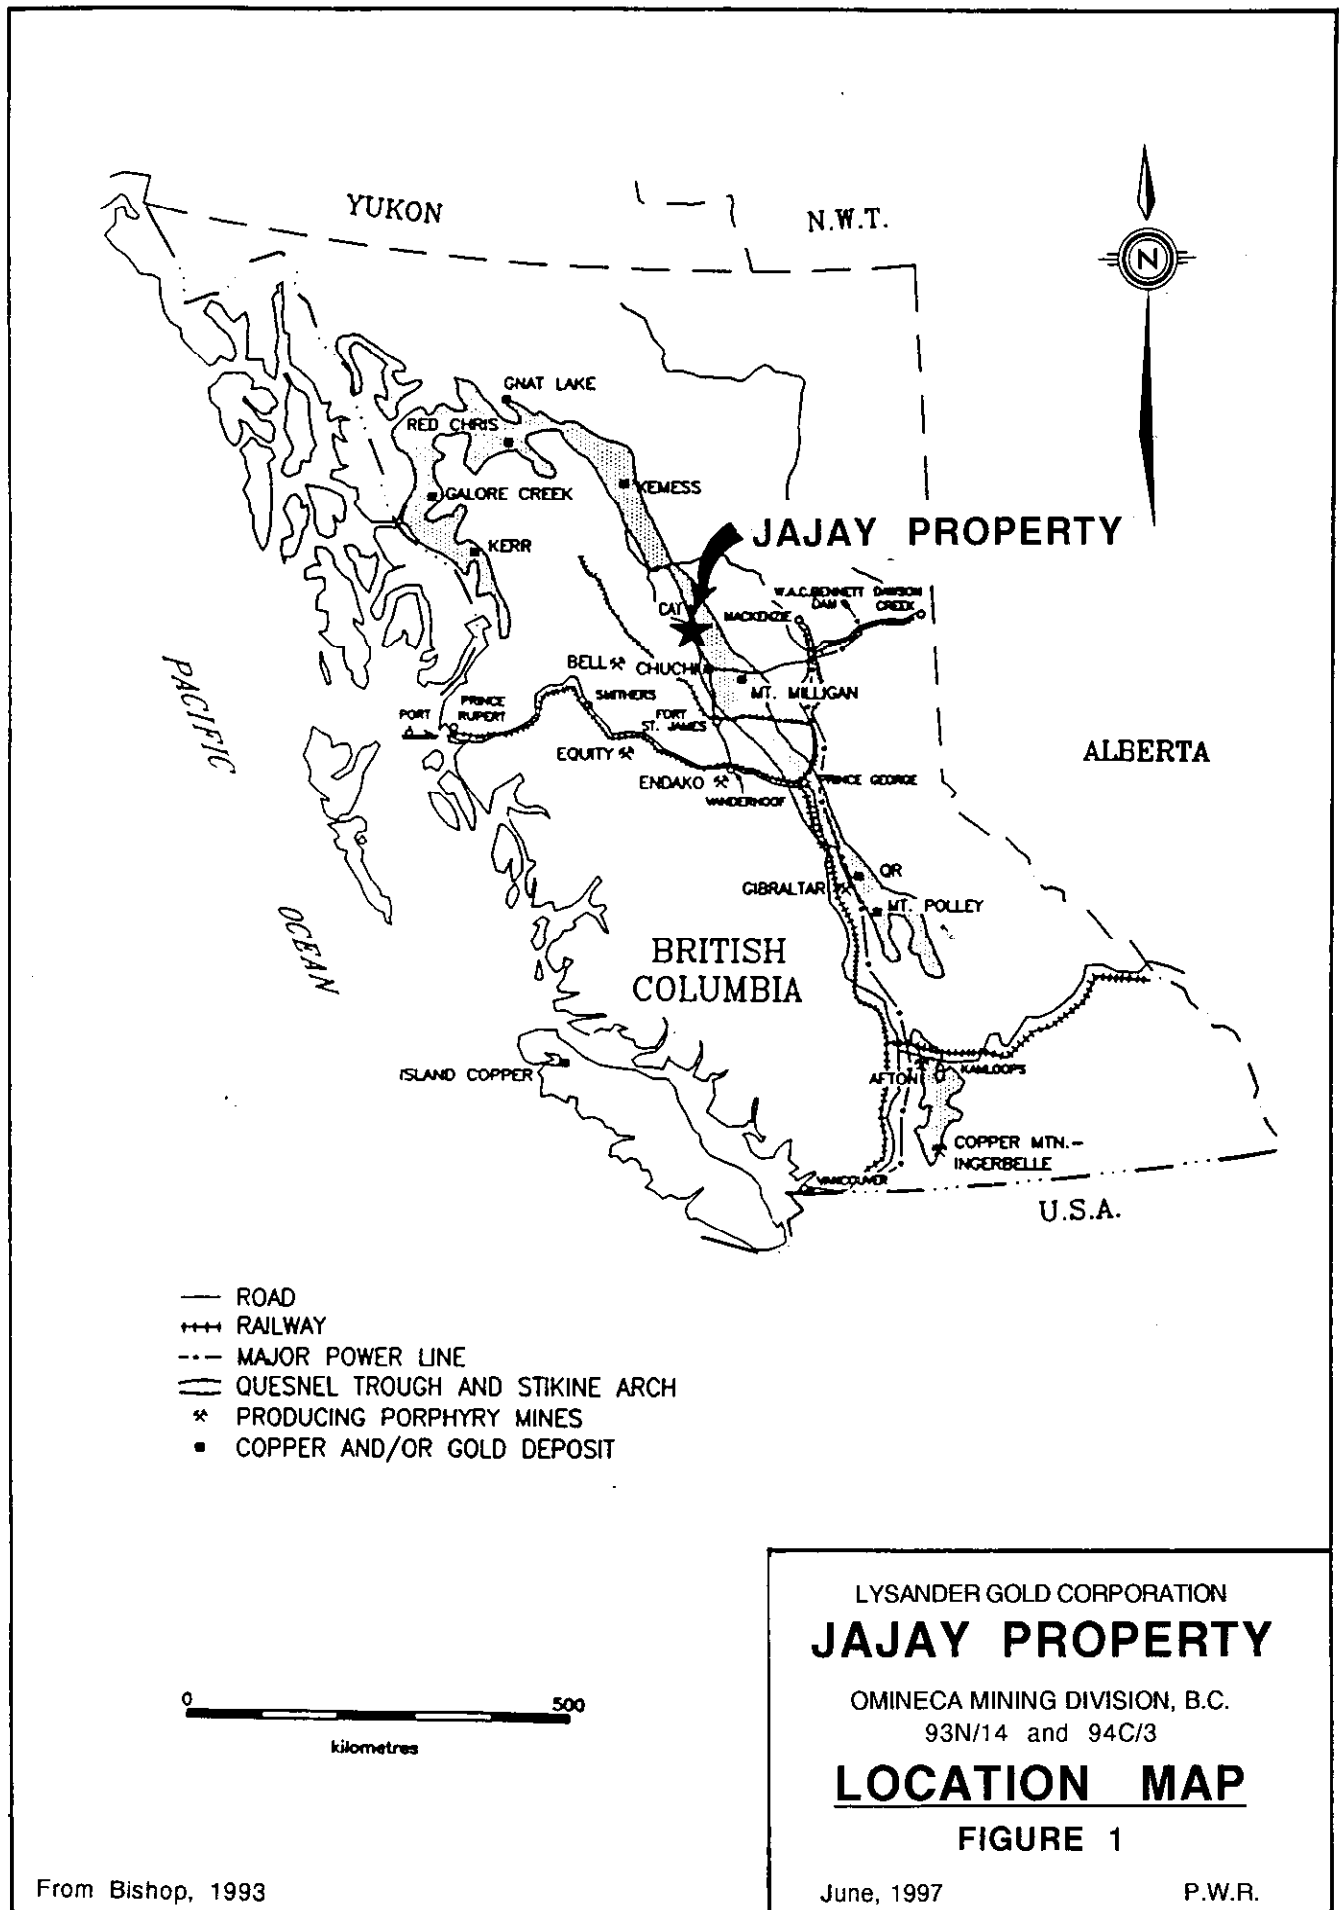 YUKON
N.W.T.
N
GNAT LAKE
RED CHRIS
KEMESS
GALORE CREEK
JAJAY PROPERTY
KERR
W.A.C.BENNETT
DAM
DAWSON
CREEK
CAY
MACKENZIE
PACIFIC
OCEAN
BELL
CHUCHI
MT. MILLIGAN
SMITHERS
PORT
PRINCE
RUPERT
FORT
ST. JAMES
EQUITY
ALBERTA
ENDAKO
PRINCE GEORGE
VANDERHOOF
QR
GIBRALTAR
MT. POLLEY
BRITISH
COLUMBIA
ISLAND COPPER
AFTON
KAMLOOPS
COPPER MTN.-
INGERBELLE
VANCOUVER
U.S.A.
ROAD
RAILWAY
MAJOR POWER LINE
QUESNEL TROUGH AND STIKINE ARCH
PRODUCING PORPHYRY MINES
COPPER AND/OR GOLD DEPOSIT
0 500
kilometres
LYSANDER GOLD CORPORATION
JAJAY PROPERTY
OMINECA MINING DIVISION, B.C.
93N/14 and 94C/3
LOCATION MAP
FIGURE 1
June, 1997 P.W.R.
From Bishop, 1993